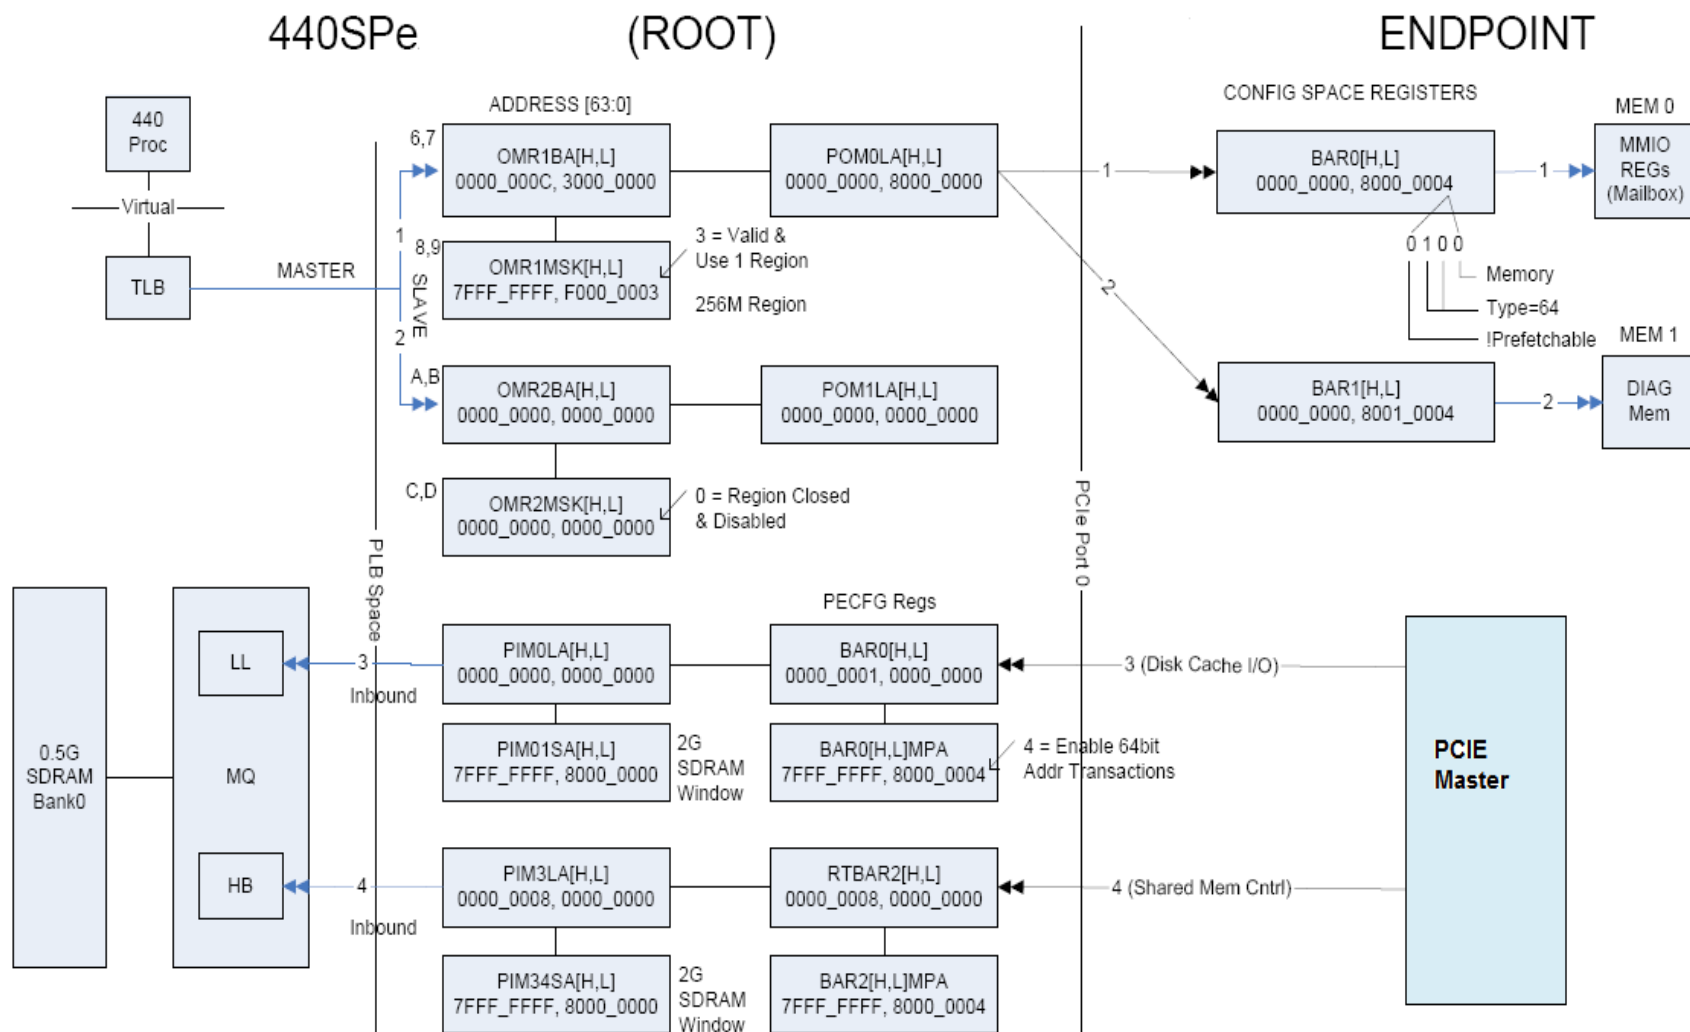 440SPe
(ROOT)
ENDPOINT
440
Proc
Virtual
TLB
MASTER
1
2
SLAVE
6,7
8,9
A,B
C,D
PLB Space
ADDRESS [63:0]
OMR1BA[H,L]
0000_000C, 3000_0000
POM0LA[H,L]
0000_0000, 8000_0000
OMR1MSK[H,L]
7FFF_FFFF, F000_0003
3 = Valid &
Use 1 Region
256M Region
OMR2BA[H,L]
0000_0000, 0000_0000
POM1LA[H,L]
0000_0000, 0000_0000
OMR2MSK[H,L]
0000_0000, 0000_0000
0 = Region Closed
& Disabled
1
2
PCIe Port 0
CONFIG SPACE REGISTERS
BAR0[H,L]
0000_0000, 8000_0004
0 1 0 0
Memory
Type=64
!Prefetchable
1
MEM 0
MMIO
REGs
(Mailbox)
BAR1[H,L]
0000_0000, 8001_0004
2
MEM 1
DIAG
Mem
0.5G
SDRAM
Bank0
LL
MQ
HB
3
Inbound
4
Inbound
PIM0LA[H,L]
0000_0000, 0000_0000
PECFG Regs
BAR0[H,L]
0000_0001, 0000_0000
3 (Disk Cache I/O)
PIM01SA[H,L]
7FFF_FFFF, 8000_0000
2G
SDRAM
Window
BAR0[H,L]MPA
7FFF_FFFF, 8000_0004
4 = Enable 64bit
Addr Transactions
PIM3LA[H,L]
0000_0008, 0000_0000
RTBAR2[H,L]
0000_0008, 0000_0000
4 (Shared Mem Cntrl)
PIM34SA[H,L]
7FFF_FFFF, 8000_0000
2G
SDRAM
Window
BAR2[H,L]MPA
7FFF_FFFF, 8000_0004
PCIE
Master